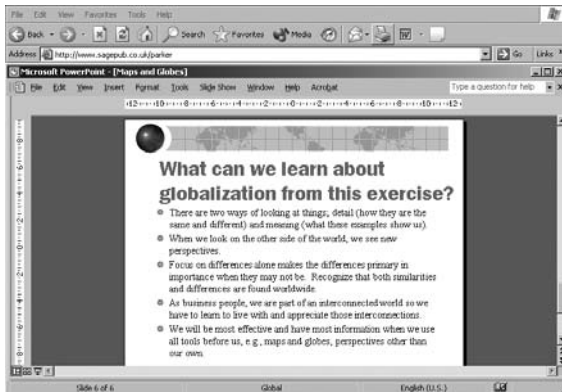 File Edit View Favorites Tools Help
Back Search Favorites Media
Address http://www.sagepub.co.uk/parker Go Links
Microsoft PowerPoint - [Maps and Globes]
File Edit View Insert Format Tools Slide Show Window Help Acrobat Type a question for help
What can we learn about
globalization from this exercise?
There are two ways of looking at things; detail (how they are the
same and different) and meaning (what these examples show us).
When we look on the other side of the world, we see new
perspectives.
Focus on differences alone makes the differences primary in
importance when they may not be. Recognize that both similarities
and differences are found worldwide.
As business people, we are part of an interconnected world so we
have to learn to live with and appreciate those interconnections.
We will be most effective and have most information when we use
all tools before us, e.g., maps and globes, perspectives other than
our own.
Slide 6 of 6 Global English (U.S.)